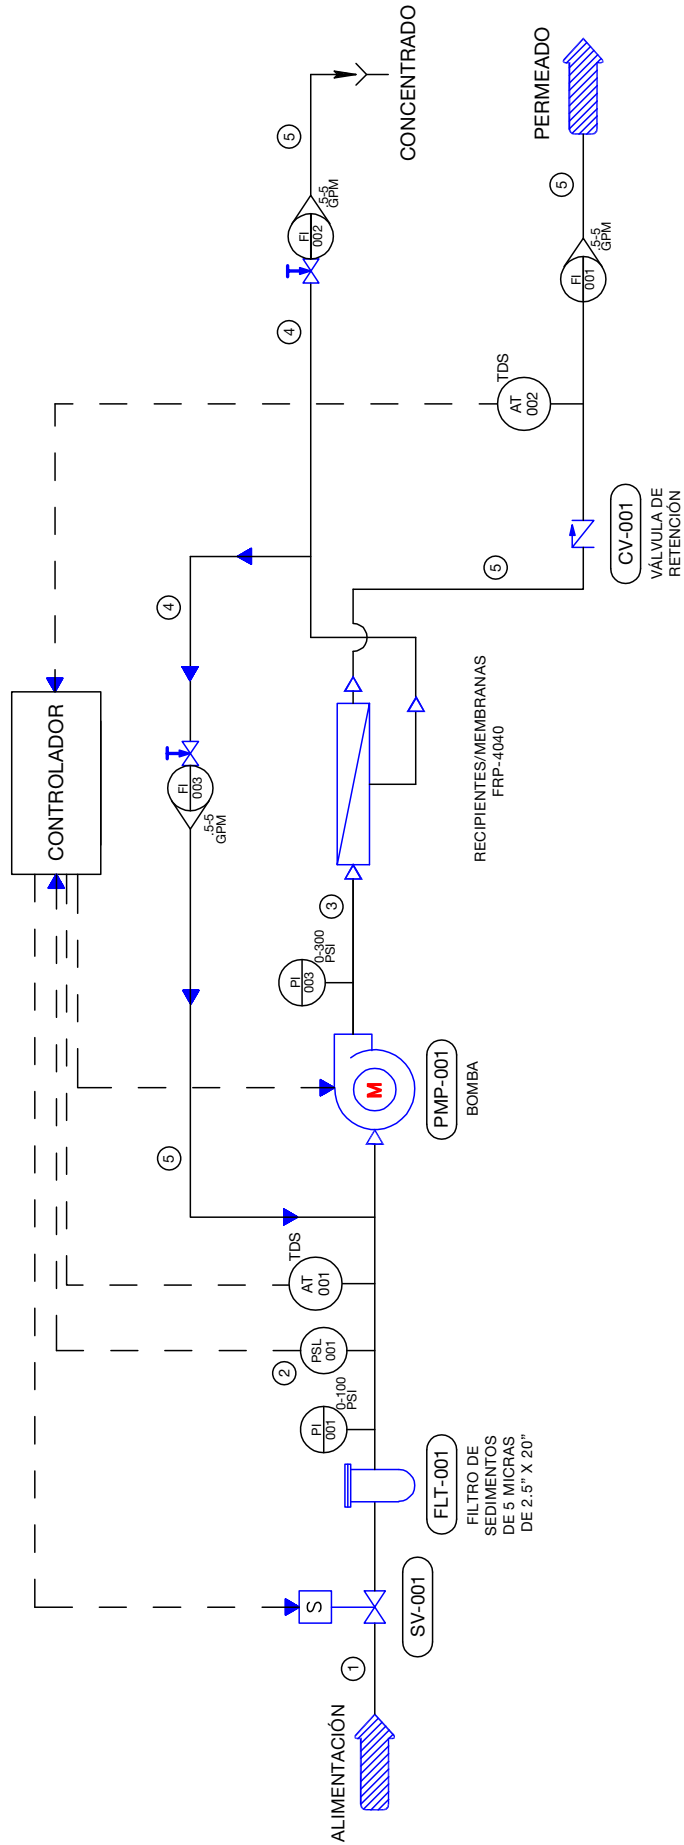 ALIMENTACIÓN
1
S
SV-001
FLT-001
FILTRO DE
SEDIMENTOS
DE 5 MICRAS
DE 2.5” X 20”
PI
001
0-100
PSI
2
PSL
001
AT
001
TDS
5
PMP-001
BOMBA
M
PI
003
0-300
PSI
3
RECIPIENTES/MEMBRANAS
FRP-4040
CONTROLADOR
FI
003
.5-5
GPM
4
5
CV-001
VÁLVULA DE
RETENCIÓN
AT
002
TDS
4
FI
002
.5-5
GPM
5
CONCENTRADO
FI
001
.5-5
GPM
5
PERMEADO